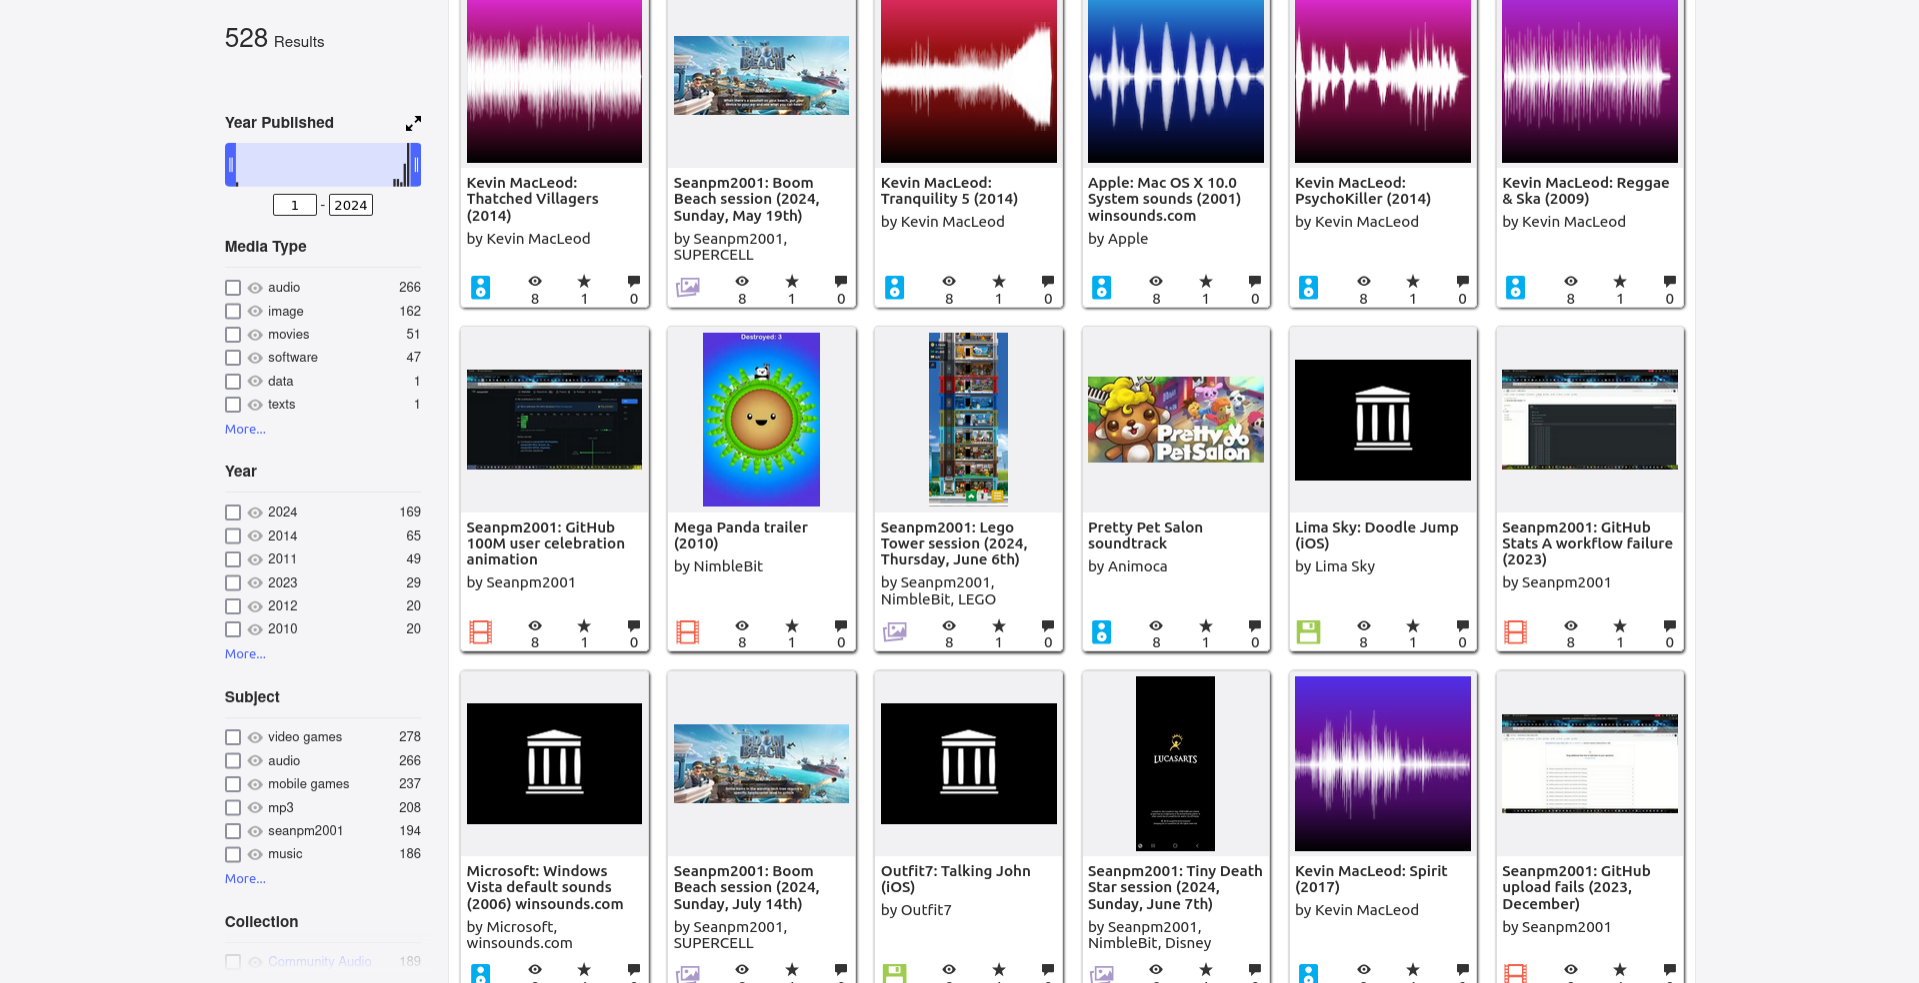 528 Results
Year Published
1 - 2024
Media Type
audio 266
image 162
movies 51
software 47
data 1
texts 1
More...
Year
2024 169
2014 65
2011 49
2023 29
2012 20
2010 20
More...
Subject
video games 278
audio 266
mobile games 237
mp3 208
seanpm2001 194
music 186
More...
Collection
Community Audio 189
Kevin MacLeod:
Thatched Villagers
(2014)
by Kevin MacLeod
8 1 0
BOOM
BEACH
Seanpm2001: Boom
Beach session (2024,
Sunday, May 19th)
by Seanpm2001,
SUPERCELL
8 1 0
Kevin MacLeod:
Tranquility 5 (2014)
by Kevin MacLeod
8 1 0
Apple: Mac OS X 10.0
System sounds (2001)
winsounds.com
by Apple
8 1 0
Kevin MacLeod:
PsychoKiller (2014)
by Kevin MacLeod
8 1 0
Kevin MacLeod: Reggae
& Ska (2009)
by Kevin MacLeod
8 1 0
Seanpm2001: GitHub
100M user celebration
animation
by Seanpm2001
8 1 0
Destroyed: 3
Mega Panda trailer
(2010)
by NimbleBit
8 1 0
Seanpm2001: Lego
Tower session (2024,
Thursday, June 6th)
by Seanpm2001,
NimbleBit, LEGO
8 1 0
Pretty
Pet Salon
Pretty Pet Salon
soundtrack
by Animoca
8 1 0
Lima Sky: Doodle Jump
(iOS)
by Lima Sky
8 1 0
Seanpm2001: GitHub
Stats A workflow failure
(2023)
by Seanpm2001
8 1 0
Microsoft: Windows
Vista default sounds
(2006) winsounds.com
by Microsoft,
winsounds.com
BOOM
BEACH
Seanpm2001: Boom
Beach session (2024,
Sunday, July 14th)
by Seanpm2001,
SUPERCELL
Outfit7: Talking John
(iOS)
by Outfit7
LUCASARTS
Seanpm2001: Tiny Death
Star session (2024,
Sunday, June 7th)
by Seanpm2001,
NimbleBit, Disney
Kevin MacLeod: Spirit
(2017)
by Kevin MacLeod
Seanpm2001: GitHub
upload fails (2023,
December)
by Seanpm2001